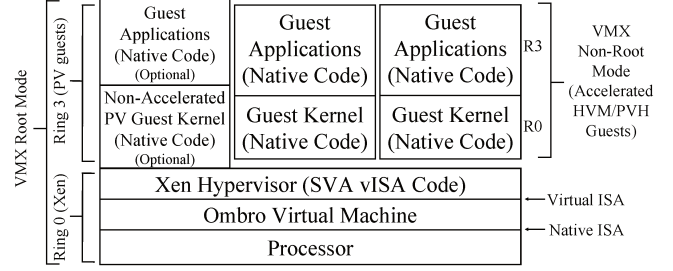 VMX Root Mode
Ring 3 (PV guests)
Guest
Applications
(Native Code)
(Optional)
Non-Accelerated
PV Guest Kernel
(Native Code)
(Optional)
Guest
Applications
(Native Code)
Guest Kernel
(Native Code)
Guest
Applications
(Native Code)
Guest Kernel
(Native Code)
R3
R0
VMX
Non-Root
Mode
(Accelerated
HVM/PVH
Guests)
Ring 0 (Xen)
Xen Hypervisor (SVA vISA Code)
Ombro Virtual Machine
Processor
Virtual ISA
Native ISA